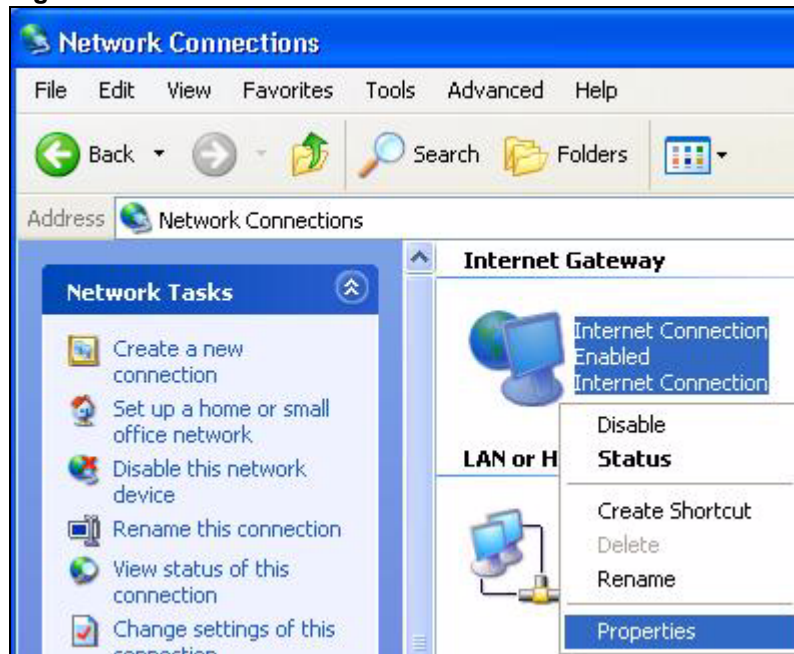 Network Connections
File Edit View Favorites Tools Advanced Help
Back Search Folders
Address Network Connections
Network Tasks
Create a new
connection
Set up a home or small
office network
Disable this network
device
Rename this connection
View status of this
connection
Change settings of this
connection
Internet Gateway
Internet Connection
Enabled
Internet Connection
LAN or H
Disable
Status
Create Shortcut
Delete
Rename
Properties